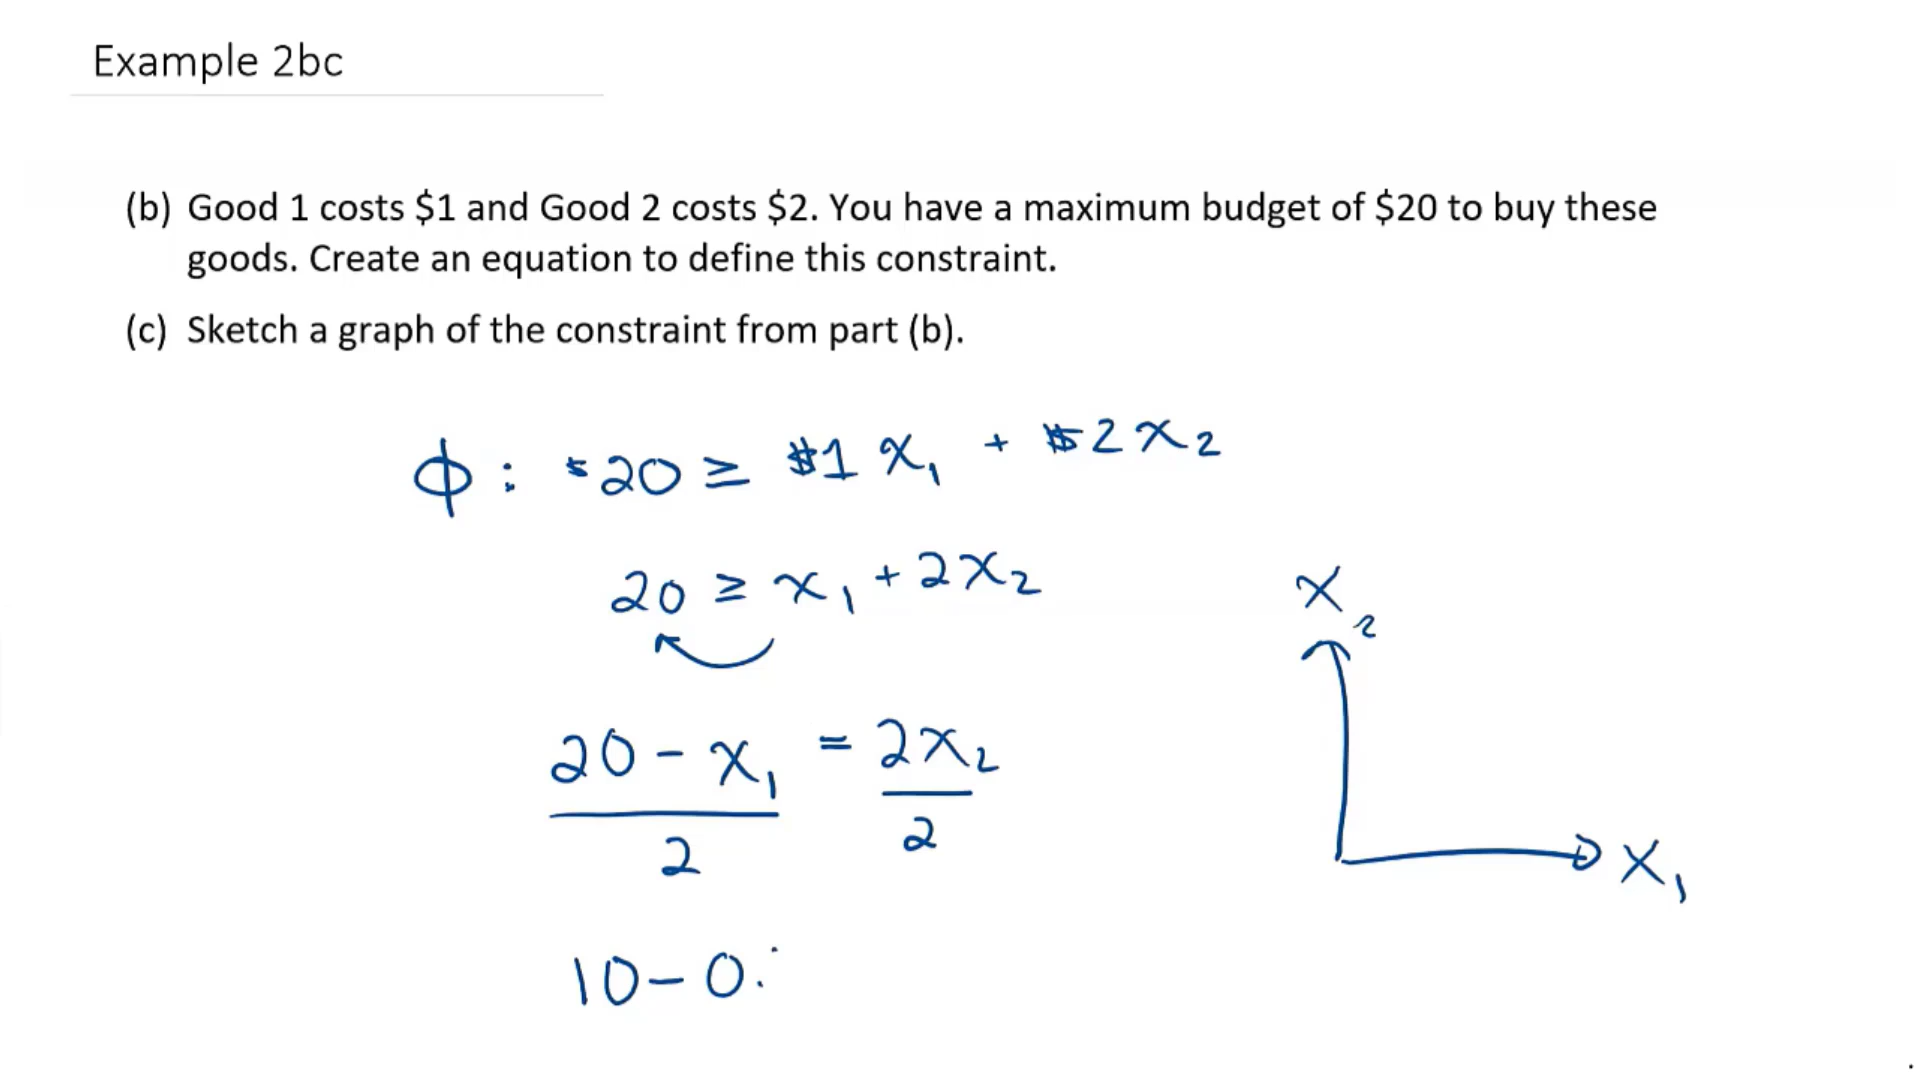 Example 2bc
(b) Good 1 costs $1 and Good 2 costs $2. You have a maximum budget of $20 to buy these
goods. Create an equation to define this constraint.
(c) Sketch a graph of the constraint from part (b).
ϕ: $20 ≥ $1 x₁ + $2 x₂
20 ≥ x₁ + 2x₂
x₂
20 - x₁ = 2x₂
2 2
x₁
10 - 0.